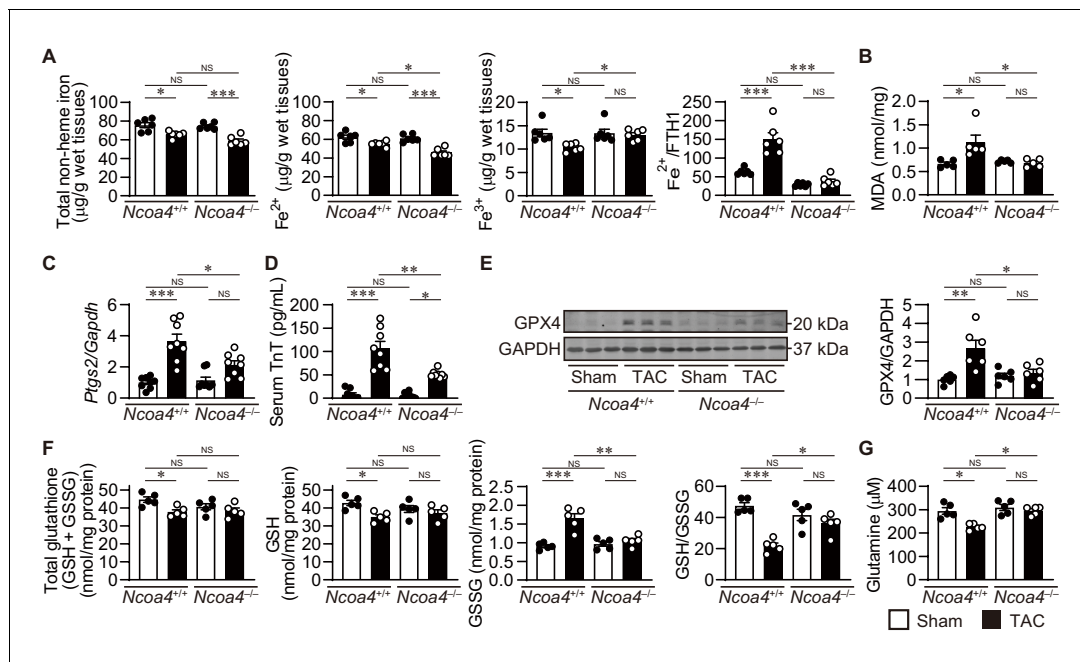 A
Total non-heme iron
(μg/g wet tissues)
100
80
60
40
20
0
NS
NS
*
***
Ncoa4+/+
Ncoa4–/–
Fe2+ (μg/g wet tissues)
100
80
60
40
20
0
*
NS
*
***
Ncoa4+/+
Ncoa4–/–
Fe3+ (μg/g wet tissues)
20
15
10
5
0
*
NS
*
NS
Ncoa4+/+
Ncoa4–/–
Fe2+/FTH1
250
200
150
100
50
0
***
NS
***
NS
Ncoa4+/+
Ncoa4–/–
B
MDA (nmol/mg)
2.0
1.5
1.0
0.5
0
*
NS
*
NS
Ncoa4+/+
Ncoa4–/–
C
Ptgs2/Gapdh
6
4
2
0
*
NS
***
NS
Ncoa4+/+
Ncoa4–/–
D
Serum TnT (pg/mL)
200
150
100
50
0
**
NS
***
*
Ncoa4+/+
Ncoa4–/–
E
GPX4
-20 kDa
GAPDH
-37 kDa
Sham TAC Sham TAC
Ncoa4+/+
Ncoa4–/–
GPX4/GAPDH
5
4
3
2
1
0
*
NS
**
NS
Ncoa4+/+
Ncoa4–/–
F
Total glutathione
(GSH + GSSG)
(nmol/mg protein)
50
40
30
20
10
0
NS
NS
*
NS
Ncoa4+/+
Ncoa4–/–
GSH
(nmol/mg protein)
50
40
30
20
10
0
NS
NS
*
NS
Ncoa4+/+
Ncoa4–/–
GSSG (nmol/mg protein)
2.5
2.0
1.5
1.0
0.5
0
**
NS
***
NS
Ncoa4+/+
Ncoa4–/–
GSH/GSSG
60
40
20
0
*
NS
***
NS
Ncoa4+/+
Ncoa4–/–
G
Glutamine (μM)
400
300
200
100
0
*
NS
*
NS
Ncoa4+/+
Ncoa4–/–
Sham TAC